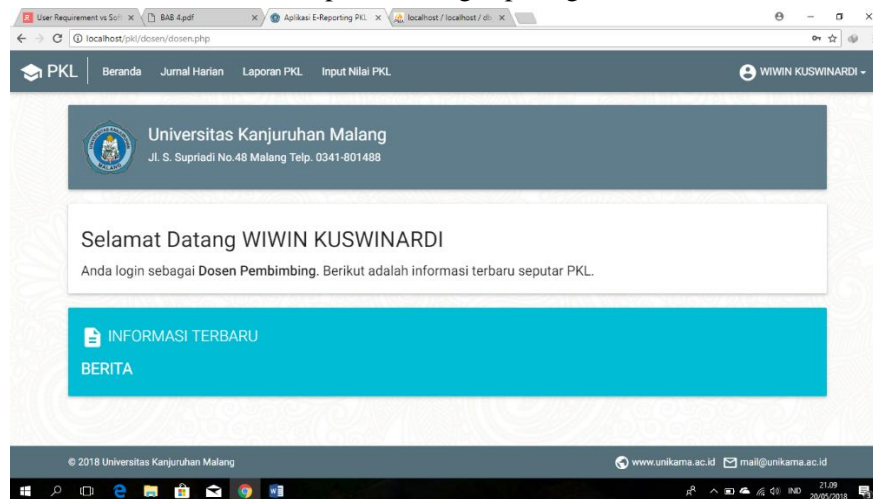 User Requirement vs Soft
BAB 4.pdf
Aplikasi E-Reporting PKL
localhost / localhost / db
localhost/pkl/dosen/dosen.php
PKL
Beranda
Jurnal Harian
Laporan PKL
Input Nilai PKL
WIWIN KUSWINARDI
Universitas Kanjuruhan Malang
Jl. S. Supriadi No.48 Malang Telp. 0341-801488
Selamat Datang WIWIN KUSWINARDI
Anda login sebagai Dosen Pembimbing. Berikut adalah informasi terbaru seputar PKL.
INFORMASI TERBARU
BERITA
© 2018 Universitas Kanjuruhan Malang
www.unikama.ac.id
mail@unikama.ac.id
IND
21.09
20/05/2018